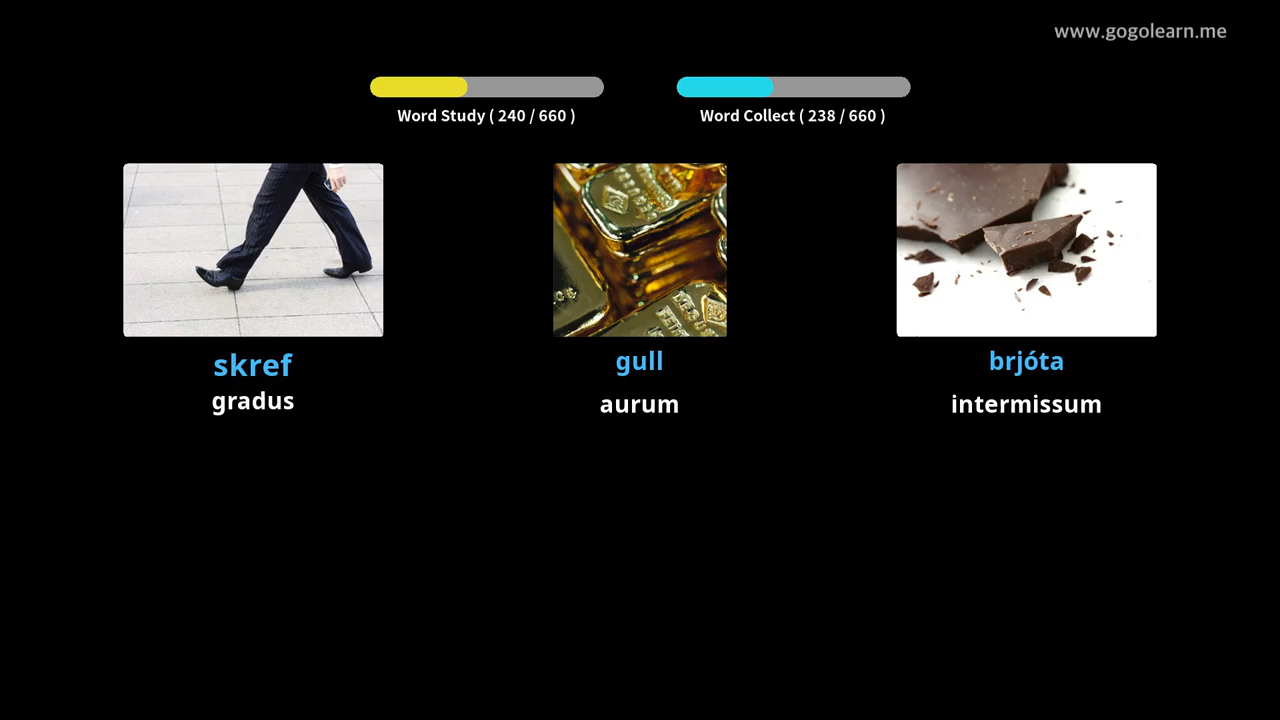 www.gogolearn.me
Word Study ( 240 / 660 )
Word Collect ( 238 / 660 )
skref
gull
brjóta
gradus
aurum
intermissum